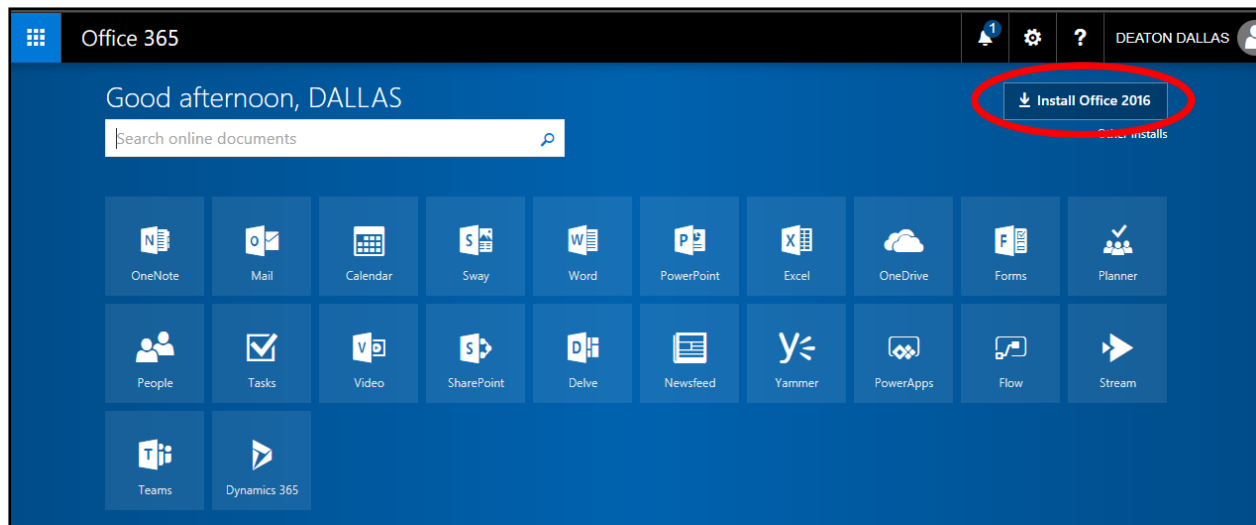 Office 365
1
?
DEATON DALLAS
Good afternoon, DALLAS
Install Office 2016
Search online documents
Other installs
N
O
S
W
P
X
F
OneNote
Mail
Calendar
Sway
Word
PowerPoint
Excel
OneDrive
Forms
Planner
V
S
D
y
People
Tasks
Video
SharePoint
Delve
Newsfeed
Yammer
PowerApps
Flow
Stream
T
Teams
Dynamics 365